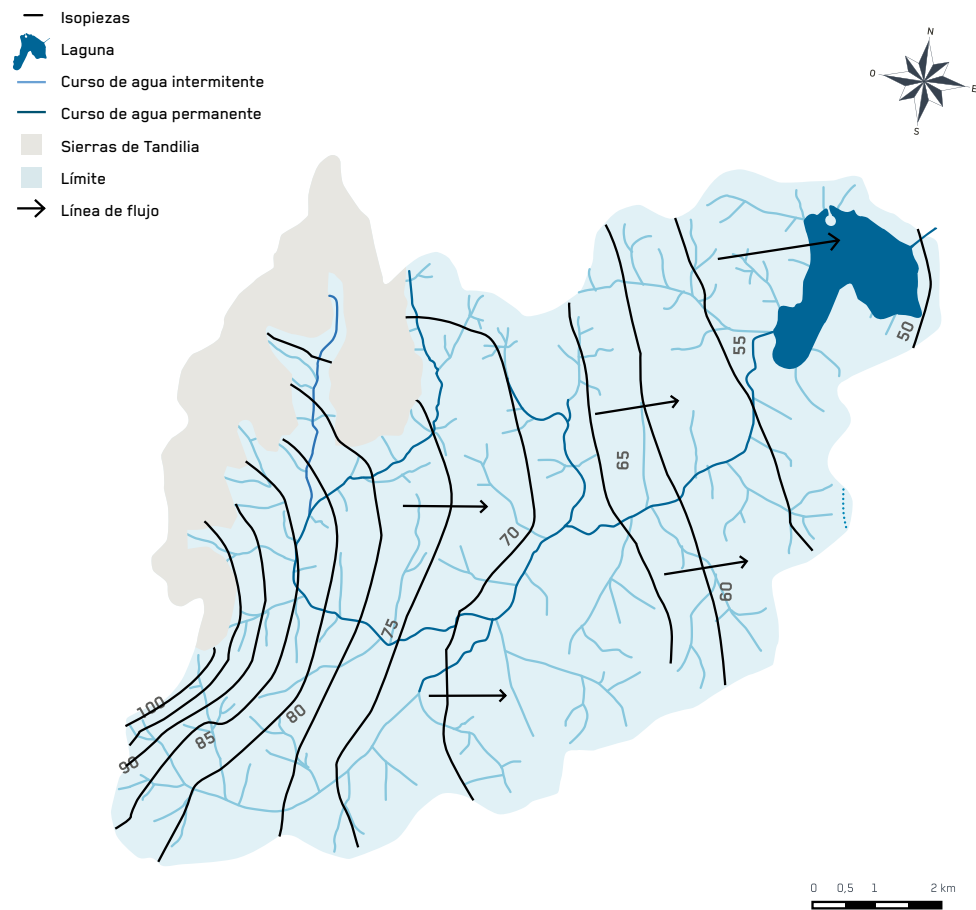 Isopiezas
Laguna
Curso de agua intermitente
Curso de agua permanente
Sierras de Tandilia
Límite
Línea de flujo
N
O
E
S
50
55
65
70
60
75
80
100
85
90
0 0,5 1 2 km